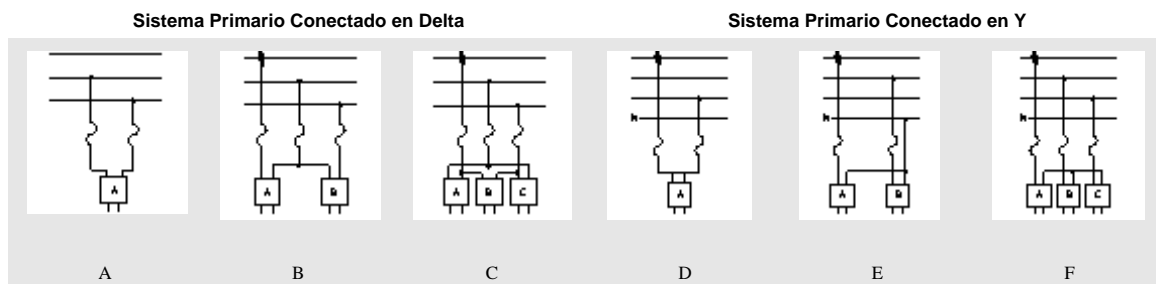 Sistema Primario Conectado en Delta
Sistema Primario Conectado en Y
A
A B
A B C
N
A
N
A B
N
A B C
A B C D E F